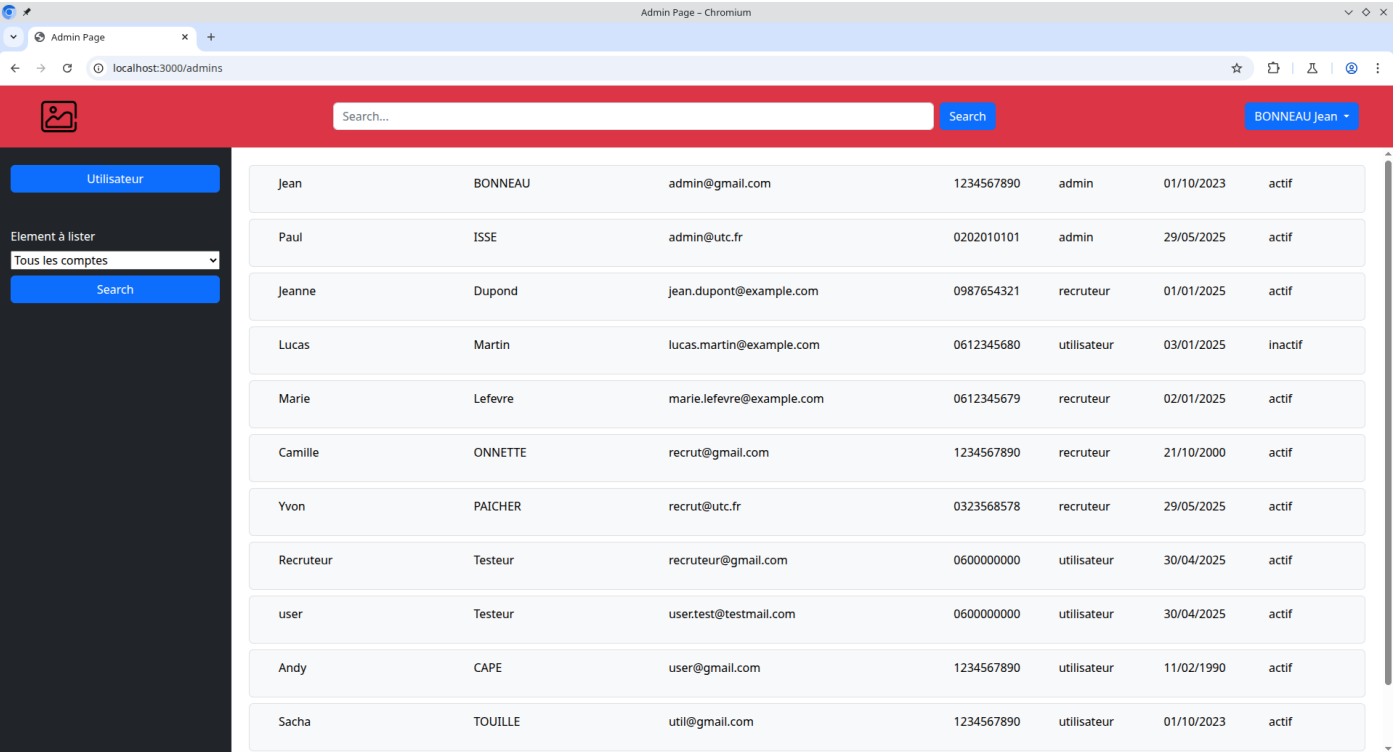 Admin Page – Chromium
Admin Page
localhost:3000/admins
Search... Search BONNEAU Jean
Utilisateur
Element à lister
Tous les comptes
Search
Jean BONNEAU admin@gmail.com 1234567890 admin 01/10/2023 actif
Paul ISSE admin@utc.fr 0202010101 admin 29/05/2025 actif
Jeanne Dupond jean.dupont@example.com 0987654321 recruteur 01/01/2025 actif
Lucas Martin lucas.martin@example.com 0612345680 utilisateur 03/01/2025 inactif
Marie Lefevre marie.lefevre@example.com 0612345679 recruteur 02/01/2025 actif
Camille ONNETTE recrut@gmail.com 1234567890 recruteur 21/10/2000 actif
Yvon PAICHER recrut@utc.fr 0323568578 recruteur 29/05/2025 actif
Recruteur Testeur recruteur@gmail.com 0600000000 utilisateur 30/04/2025 actif
user Testeur user.test@testmail.com 0600000000 utilisateur 30/04/2025 actif
Andy CAPE user@gmail.com 1234567890 utilisateur 11/02/1990 actif
Sacha TOUILLE util@gmail.com 1234567890 utilisateur 01/10/2023 actif